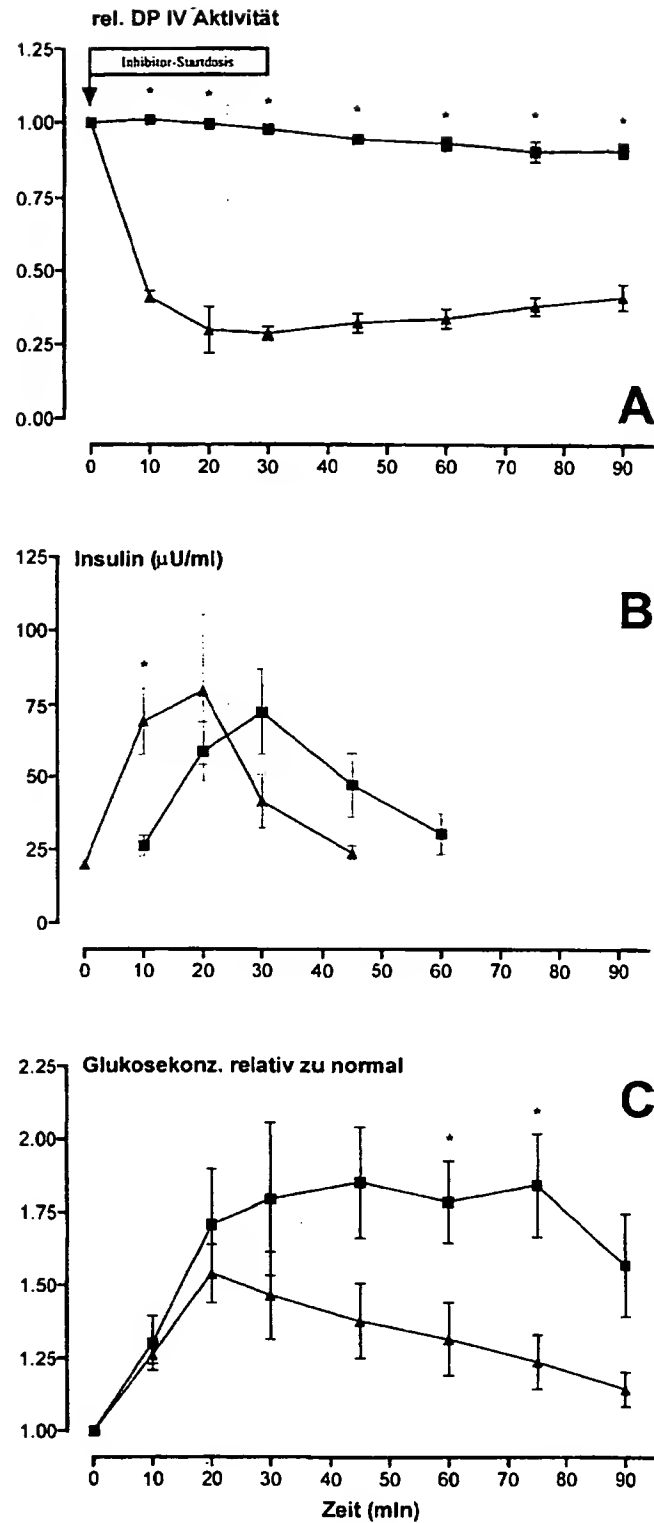 rel. DP IV Aktivität
1.25
Inhibitor-Startdosis
* * * * * * *
1.00
0.75
0.50
0.25
0.00
A
0 10 20 30 40 50 60 70 80 90
125 Insulin (µU/ml)
B
100
*
75
50
25
0
0 10 20 30 40 50 60 70 80 90
2.25 Glukosekonz. relativ zu normal
C
* *
2.00
1.75
1.50
1.25
1.00
0 10 20 30 40 50 60 70 80 90
Zeit (min)